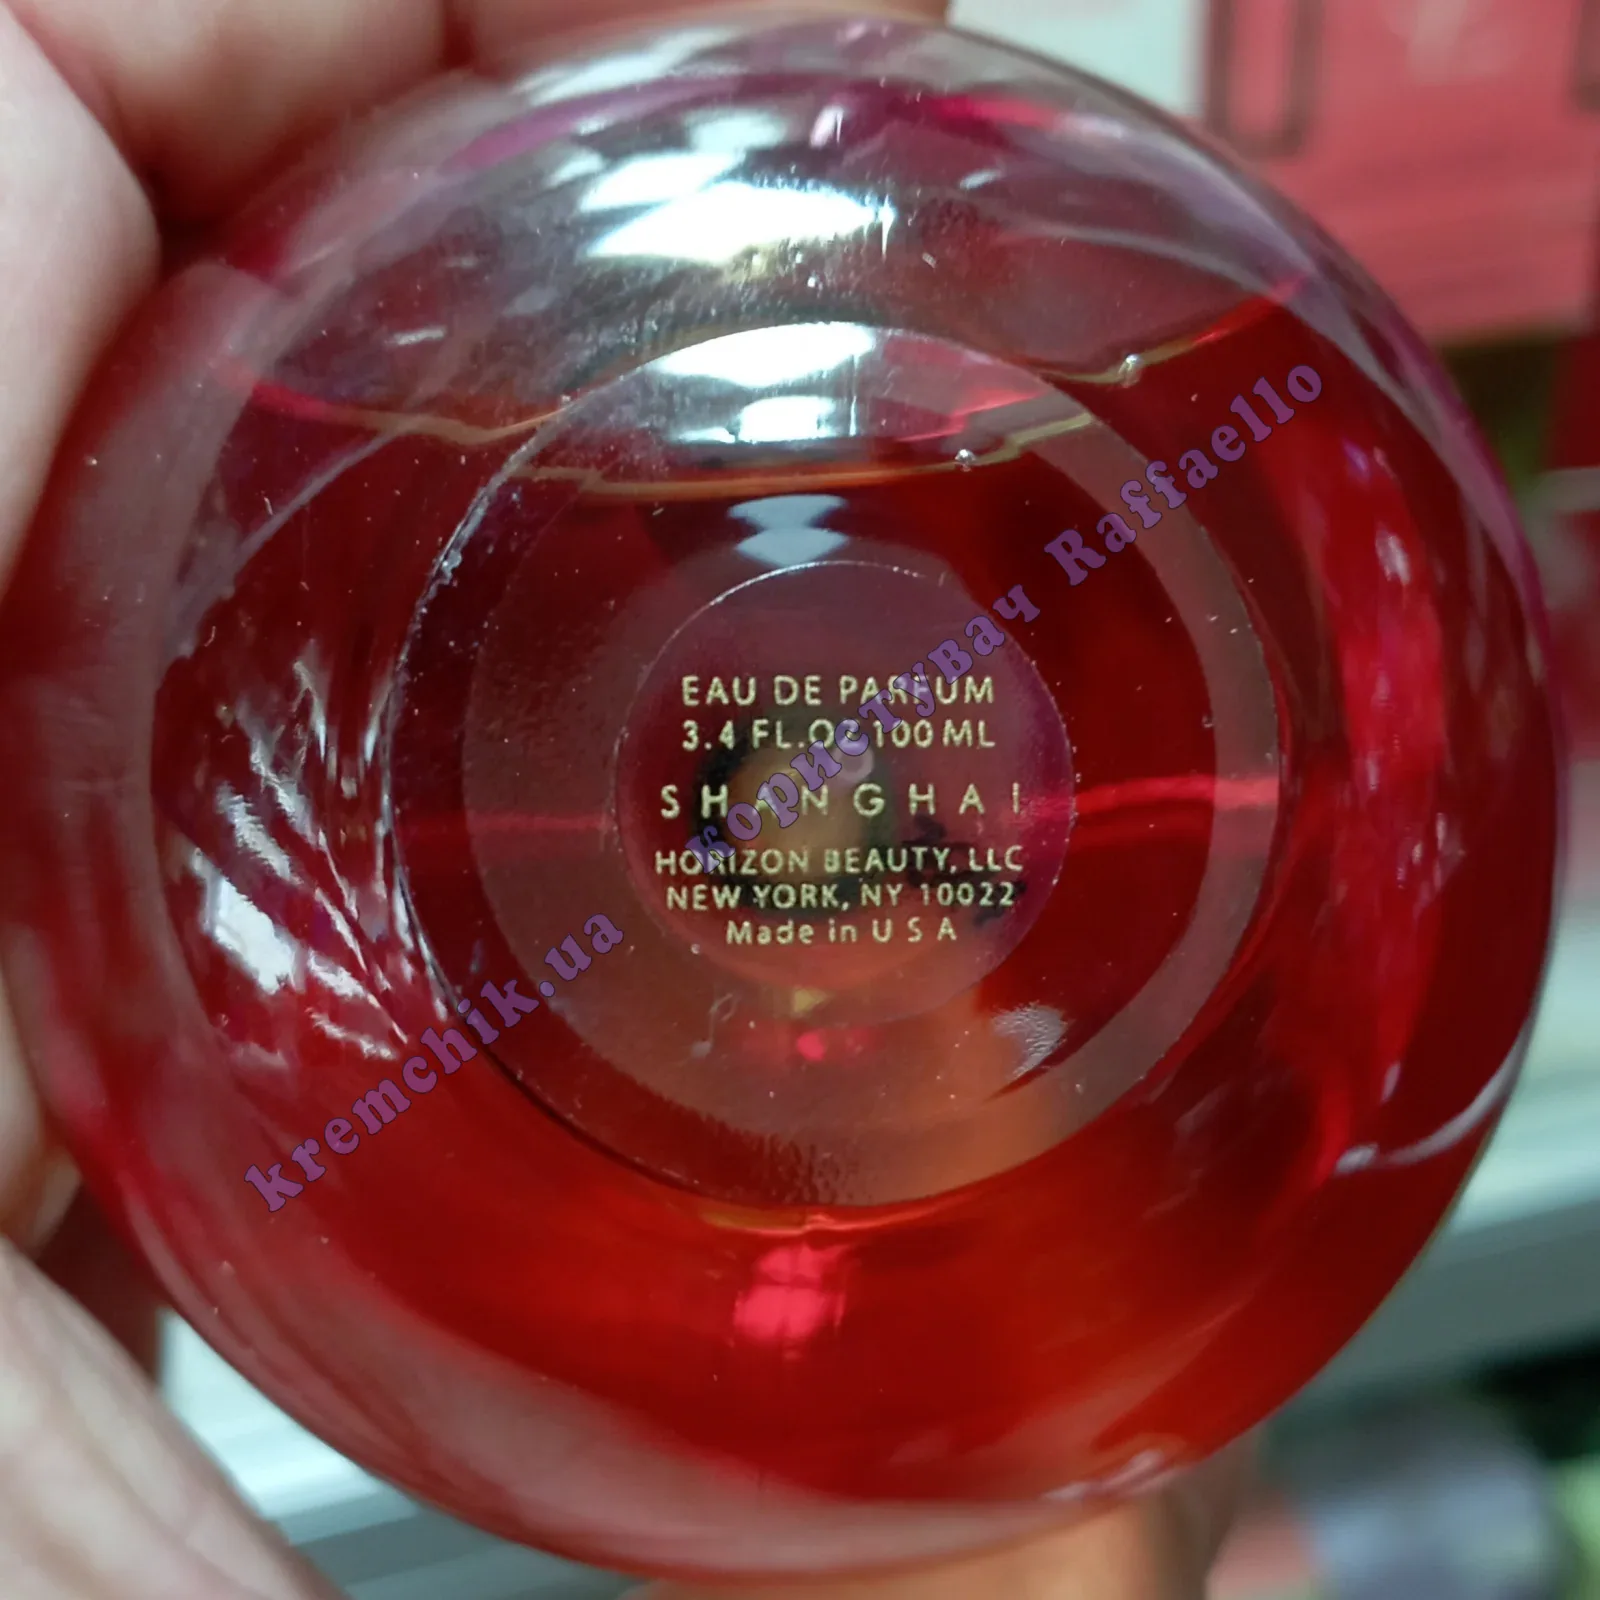 EAU DE PARFUM
3.4 FL.OZ 100 ML
SHANGHAI
HORIZON BEAUTY, LLC
NEW YORK, NY 10022
Made in U S A
kremchik.ua користувач Raffaello